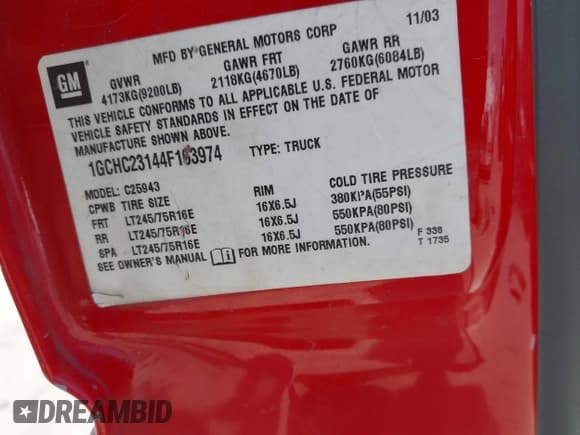 11/03
GM
MFD BY GENERAL MOTORS CORP
GVWR GAWR FRT GAWR RR
4173KG(9200LB) 2118KG(4670LB) 2760KG(6084LB)
THIS VEHICLE CONFORMS TO ALL APPLICABLE U.S. FEDERAL MOTOR
VEHICLE SAFETY STANDARDS IN EFFECT ON THE DATE OF
MANUFACTURE SHOWN ABOVE.
TYPE: TRUCK
MODEL: C25943
CPWB TIRE SIZE RIM COLD TIRE PRESSURE
FRT LT245/75R16E 16X6.5J 380KPA(55PSI)
RR LT245/75R16E 16X6.5J 550KPA(80PSI)
SPA LT245/75R16E 16X6.5J 550KPA(80PSI)
SEE OWNER'S MANUAL FOR MORE INFORMATION.
F 336
T 1735
DREAMBID